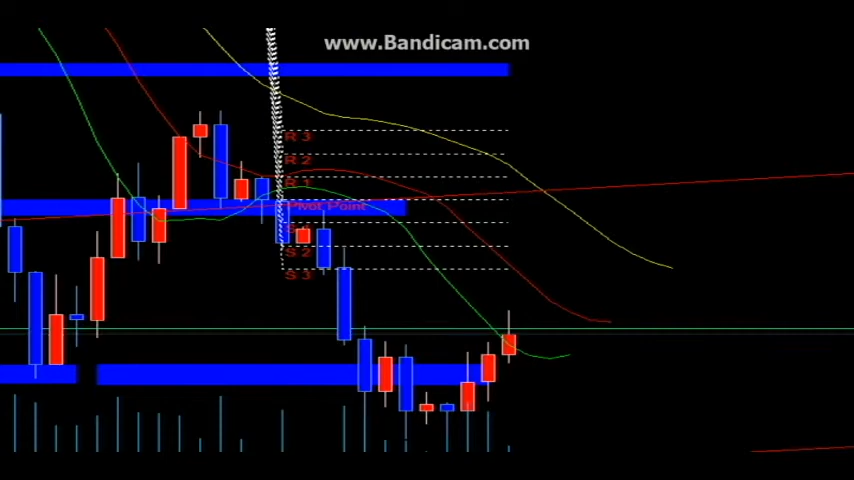 www.Bandicam.com
R 3
R 2
R 1
Pivot Point
S 2
S 3